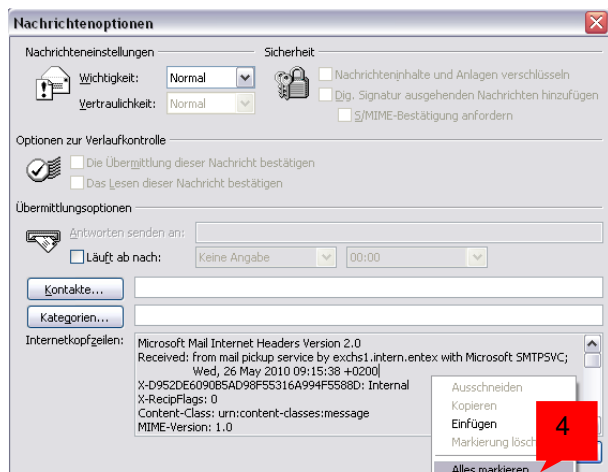 Nachrichtenoptionen
Nachrichteneinstellungen
Sicherheit
Wichtigkeit: Normal
Nachrichteninhalte und Anlagen verschlüsseln
Vertraulichkeit: Normal
Dig. Signatur ausgehenden Nachrichten hinzufügen
S/MIME-Bestätigung anfordern
Optionen zur Verlaufkontrolle
Die Übermittlung dieser Nachricht bestätigen
Das Lesen dieser Nachricht bestätigen
Übermittlungsoptionen
Antworten senden an:
Läuft ab nach: Keine Angabe 00:00
Kontakte...
Kategorien...
Internetkopfzeilen:
Microsoft Mail Internet Headers Version 2.0
Received: from mail pickup service by exchs1.intern.entex with Microsoft SMTPSVC;
Wed, 26 May 2010 09:15:38 +0200
X-D952DE6090B5AD98F55316A994F5588D: Internal
X-RecipFlags: 0
Content-Class: urn:content-classes:message
MIME-Version: 1.0
Ausschneiden
Kopieren
Einfügen
Markierung lösch
4
Alles markieren